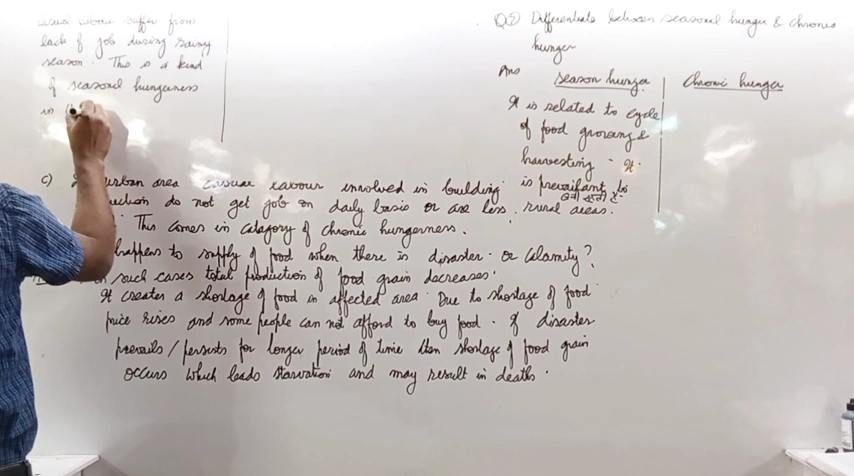 casual labour suffer from
lack of job during rainy
season. This is a kind
of seasonal hungerness
c) urban area casual labour involved in building
uction do not get job on daily basis or are less.
This comes in catagory of chronic hungerness.
happens to supply of food when there is disaster or calamity?
such cases total production of food grain decreases.
It creates a shortage of food in affected area. Due to shortage of food
price rises and some people can not afford to buy food. If disaster
prevails/persists for longer period of time then shortage of food grain
occurs which leads starvation and may result in deaths.
Differentiate between seasonal hunger & chronic
hunger
Ans
season hunger
Chronic hunger
It is related to cycle
of food growing &
harvesting. It
is in
rural areas.